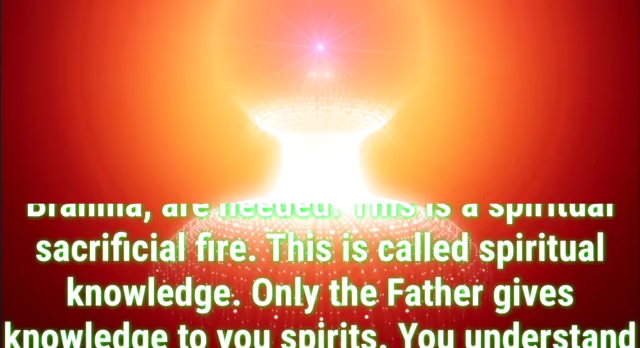 Brahma, are needed. This is a spiritual
sacrificial fire. This is called spiritual
knowledge. Only the Father gives
knowledge to you spirits. You understand